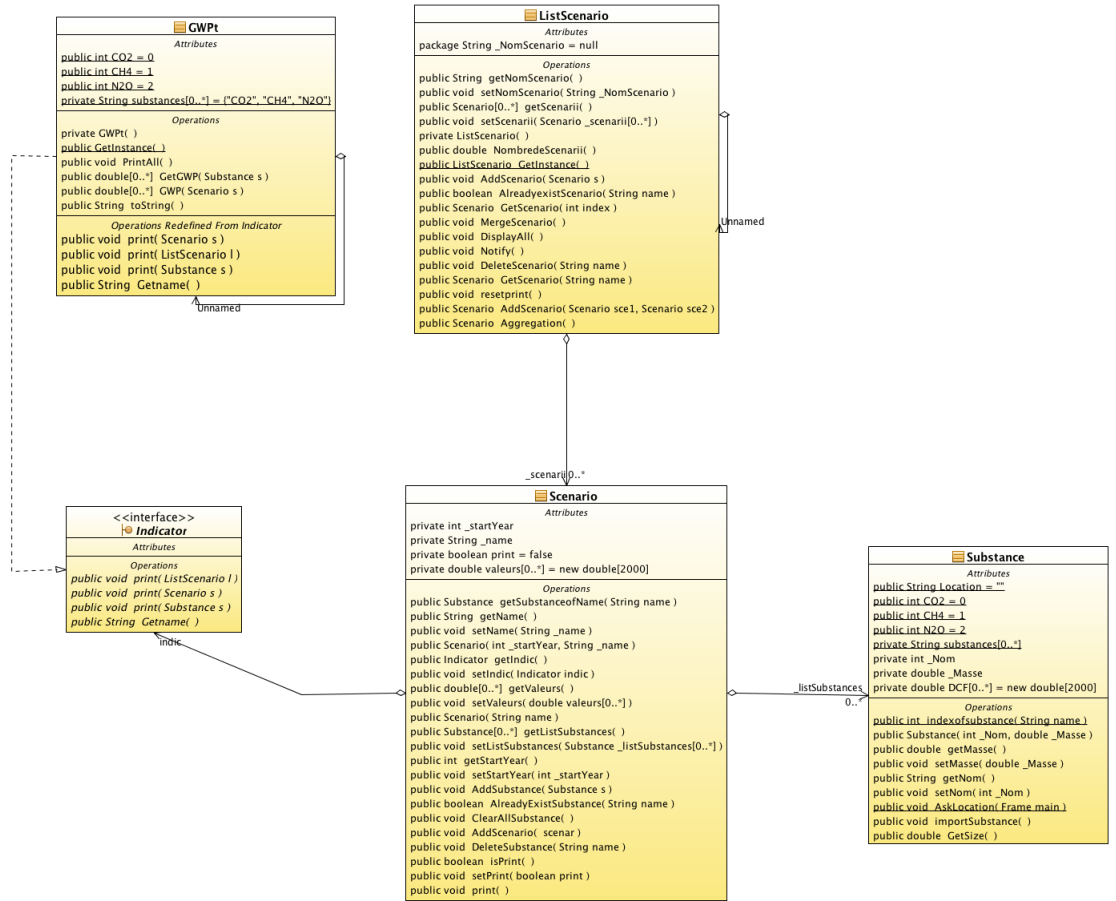 GWPt
Attributes
public int CO2 = 0
public int CH4 = 1
public int N2O = 2
private String substances[0..*] = {"CO2", "CH4", "N2O"}
Operations
private GWPt( )
public GetInstance( )
public void PrintAll( )
public double[0..*] GetGWP( Substance s )
public double[0..*] GWP( Scenario s )
public String toString( )
Operations Redefined From Indicator
public void print( Scenario s )
public void print( ListScenario l )
public void print( Substance s )
public String Getname( )
Unnamed
ListScenario
Attributes
package String _NomScenario = null
Operations
public String getNomScenario( )
public void setNomScenario( String _NomScenario )
public Scenario[0..*] getScenarii( )
public void setScenarii( Scenario _scenarii[0..*] )
private ListScenario( )
public double NombredeScenarii( )
public ListScenario GetInstance( )
public void AddScenario( Scenario s )
public boolean AlreadyexistScenario( String name )
public Scenario GetScenario( int index )
public void MergeScenario( )
public void DisplayAll( )
public void Notify( )
public void DeleteScenario( String name )
public Scenario GetScenario( String name )
public void resetprint( )
public Scenario AddScenario( Scenario sce1, Scenario sce2 )
public Scenario Aggregation( )
Unnamed
_scenarii 0..*
<<interface>>
Indicator
Attributes
Operations
public void print( ListScenario l )
public void print( Scenario s )
public void print( Substance s )
public String Getname( )
indic
Scenario
Attributes
private int _startYear
private String _name
private boolean print = false
private double valeurs[0..*] = new double[2000]
Operations
public Substance getSubstanceofName( String name )
public String getName( )
public void setName( String _name )
public Scenario( int _startYear, String _name )
public Indicator getIndic( )
public void setIndic( Indicator indic )
public double[0..*] getValeurs( )
public void setValeurs( double valeurs[0..*] )
public Scenario( String name )
public Substance[0..*] getListSubstances( )
public void setListSubstances( Substance _listSubstances[0..*] )
public int getStartYear( )
public void setStartYear( int _startYear )
public void AddSubstance( Substance s )
public boolean AlreadyExistSubstance( String name )
public void ClearAllSubstance( )
public void AddScenario( scenar )
public void DeleteSubstance( String name )
public boolean isPrint( )
public void setPrint( boolean print )
public void print( )
_listSubstances
0..*
Substance
Attributes
public String Location = ""
public int CO2 = 0
public int CH4 = 1
public int N2O = 2
private String substances[0..*]
private int _Nom
private double _Masse
private double DCF[0..*] = new double[2000]
Operations
public int indexofsubstance( String name )
public Substance( int _Nom, double _Masse )
public double getMasse( )
public void setMasse( double _Masse )
public String getNom( )
public void setNom( int _Nom )
public void AskLocation( Frame main )
public void importSubstance( )
public double GetSize( )